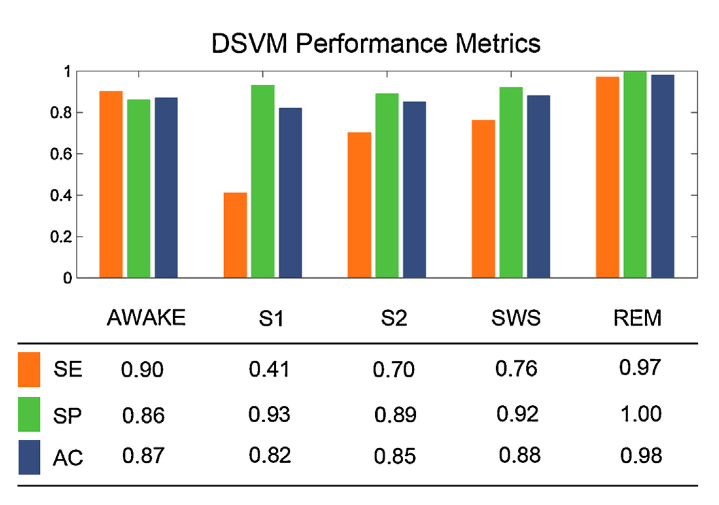 DSVM Performance Metrics
1
0.8
0.6
0.4
0.2
0
AWAKE S1 S2 SWS REM
SE 0.90 0.41 0.70 0.76 0.97
SP 0.86 0.93 0.89 0.92 1.00
AC 0.87 0.82 0.85 0.88 0.98